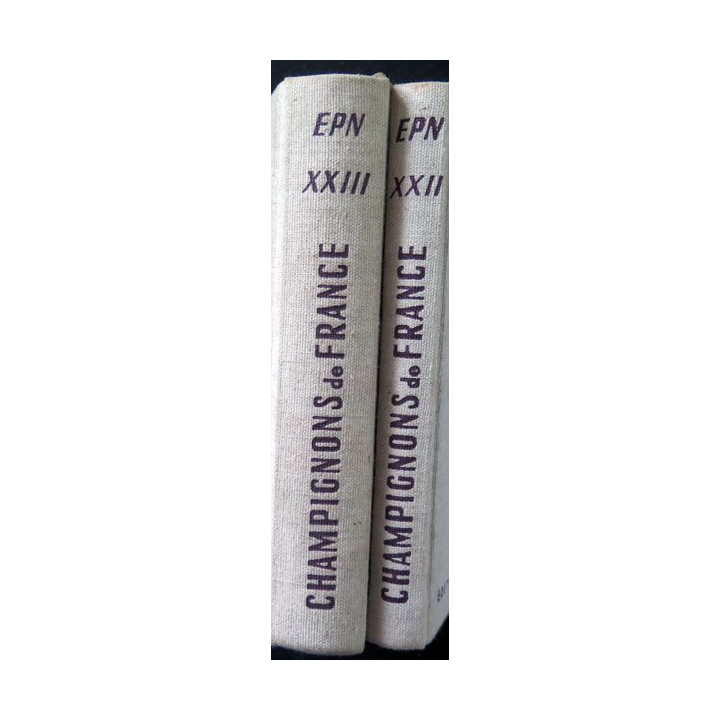 EPN
XXIII
CHAMPIGNONS de FRANCE
EPN
XXII
CHAMPIGNONS de FRANCE